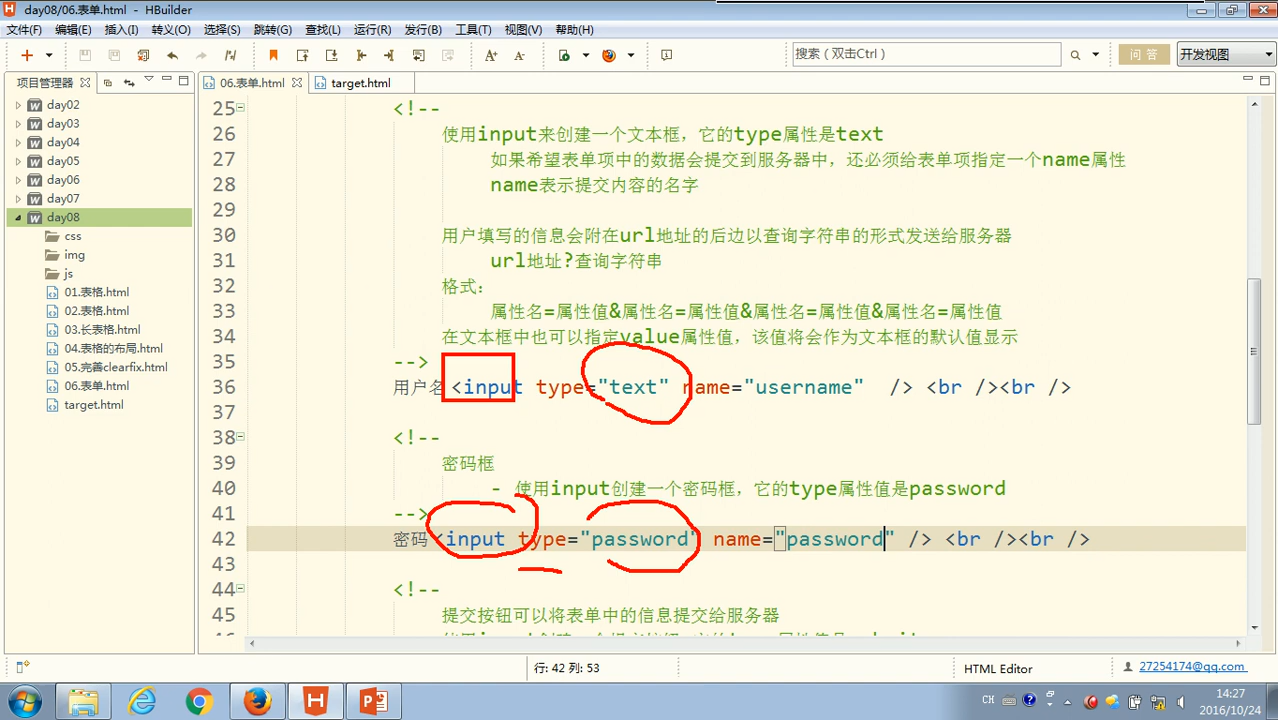 day08/06.表单.html - HBuilder
文件(F) 编辑(E) 插入(I) 转义(O) 选择(S) 跳转(G) 查找(L) 运行(R) 发行(B) 工具(T) 视图(V) 帮助(H)
搜索（双击Ctrl） 问 答 开发视图
项目管理器 06.表单.html target.html
day02
day03
day04
day05
day06
day07
day08
css
img
js
01.表格.html
02.表格.html
03.长表格.html
04.表格的布局.html
05.完善clearfix.html
06.表单.html
target.html
25 <!--
26 使用input来创建一个文本框，它的type属性是text
27 如果希望表单项中的数据会提交到服务器中，还必须给表单项指定一个name属性
28 name表示提交内容的名字
29
30 用户填写的信息会附在url地址的后边以查询字符串的形式发送给服务器
31 url地址?查询字符串
32 格式：
33 属性名=属性值&属性名=属性值&属性名=属性值&属性名=属性值
34 在文本框中也可以指定value属性值，该值将会作为文本框的默认值显示
35 -->
36 用户名<input type="text" name="username"  /> <br /><br />
37
38 <!--
39 密码框
40 - 使用input创建一个密码框，它的type属性值是password
41 -->
42 密码<input type="password" name="password" /> <br /><br />
43
44 <!--
45 提交按钮可以将表单中的信息提交给服务器
行: 42 列: 53 HTML Editor 27254174@qq.com
CH 14:27
2016/10/24